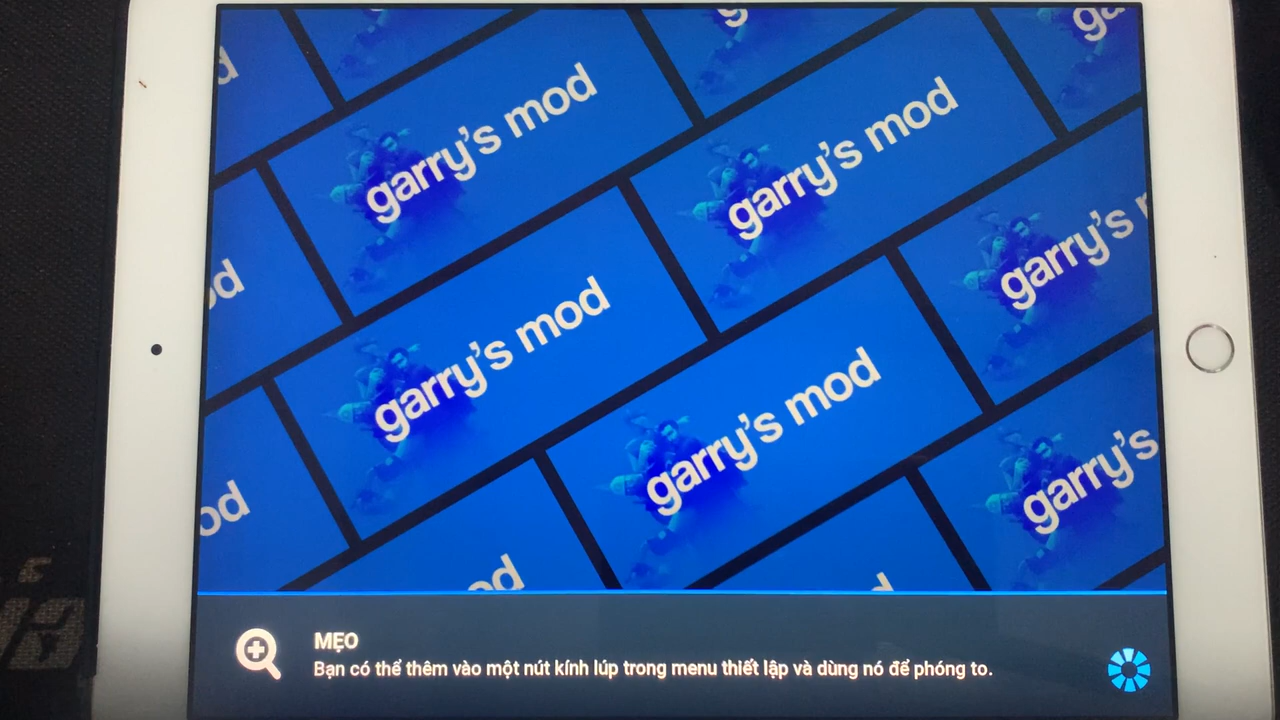 garry's mod
garry's mod
garry's
garry's mod
garry's mod
garry's
MẸO
Bạn có thể thêm vào một nút kính lúp trong menu thiết lập và dùng nó để phóng to.